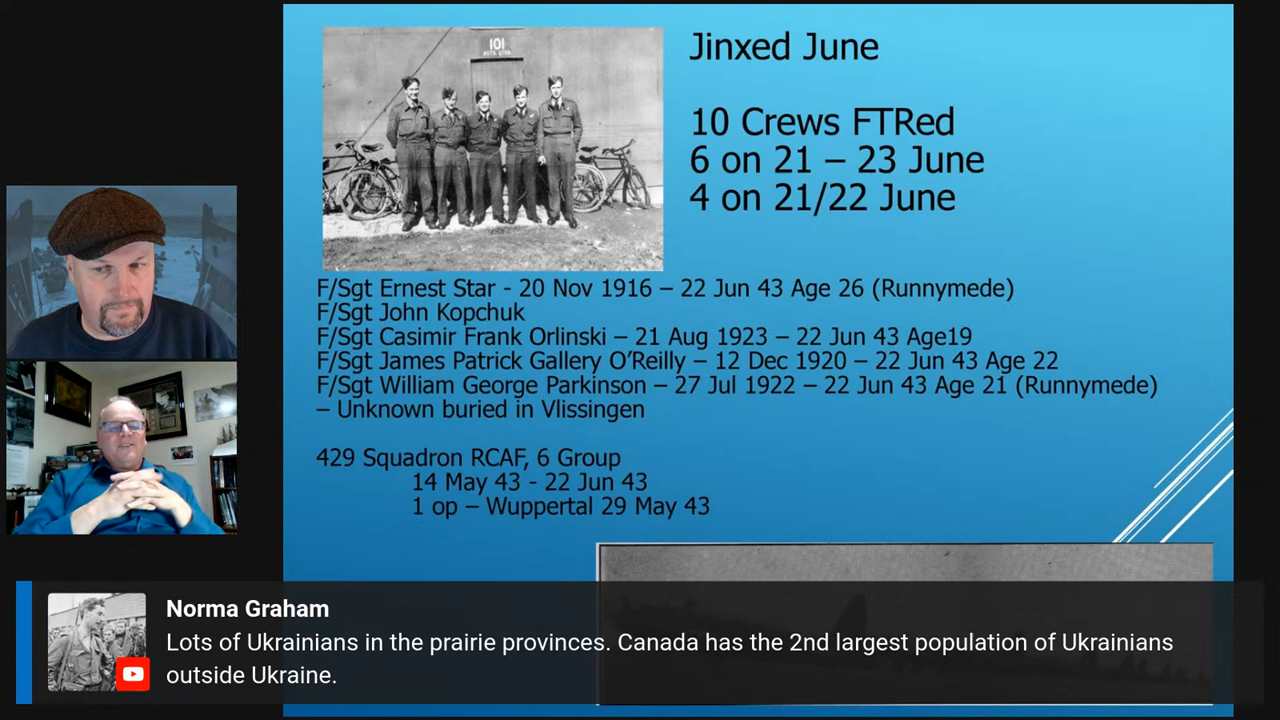 101
Jinxed June
10 Crews FTRed
6 on 21 – 23 June
4 on 21/22 June
F/Sgt Ernest Star - 20 Nov 1916 – 22 Jun 43 Age 26 (Runnymede)
F/Sgt John Kopchuk
F/Sgt Casimir Frank Orlinski – 21 Aug 1923 – 22 Jun 43 Age19
F/Sgt James Patrick Gallery O’Reilly – 12 Dec 1920 – 22 Jun 43 Age 22
F/Sgt William George Parkinson – 27 Jul 1922 – 22 Jun 43 Age 21 (Runnymede)
– Unknown buried in Vlissingen
429 Squadron RCAF, 6 Group
14 May 43 - 22 Jun 43
1 op – Wuppertal 29 May 43
Norma Graham
Lots of Ukrainians in the prairie provinces. Canada has the 2nd largest population of Ukrainians
outside Ukraine.